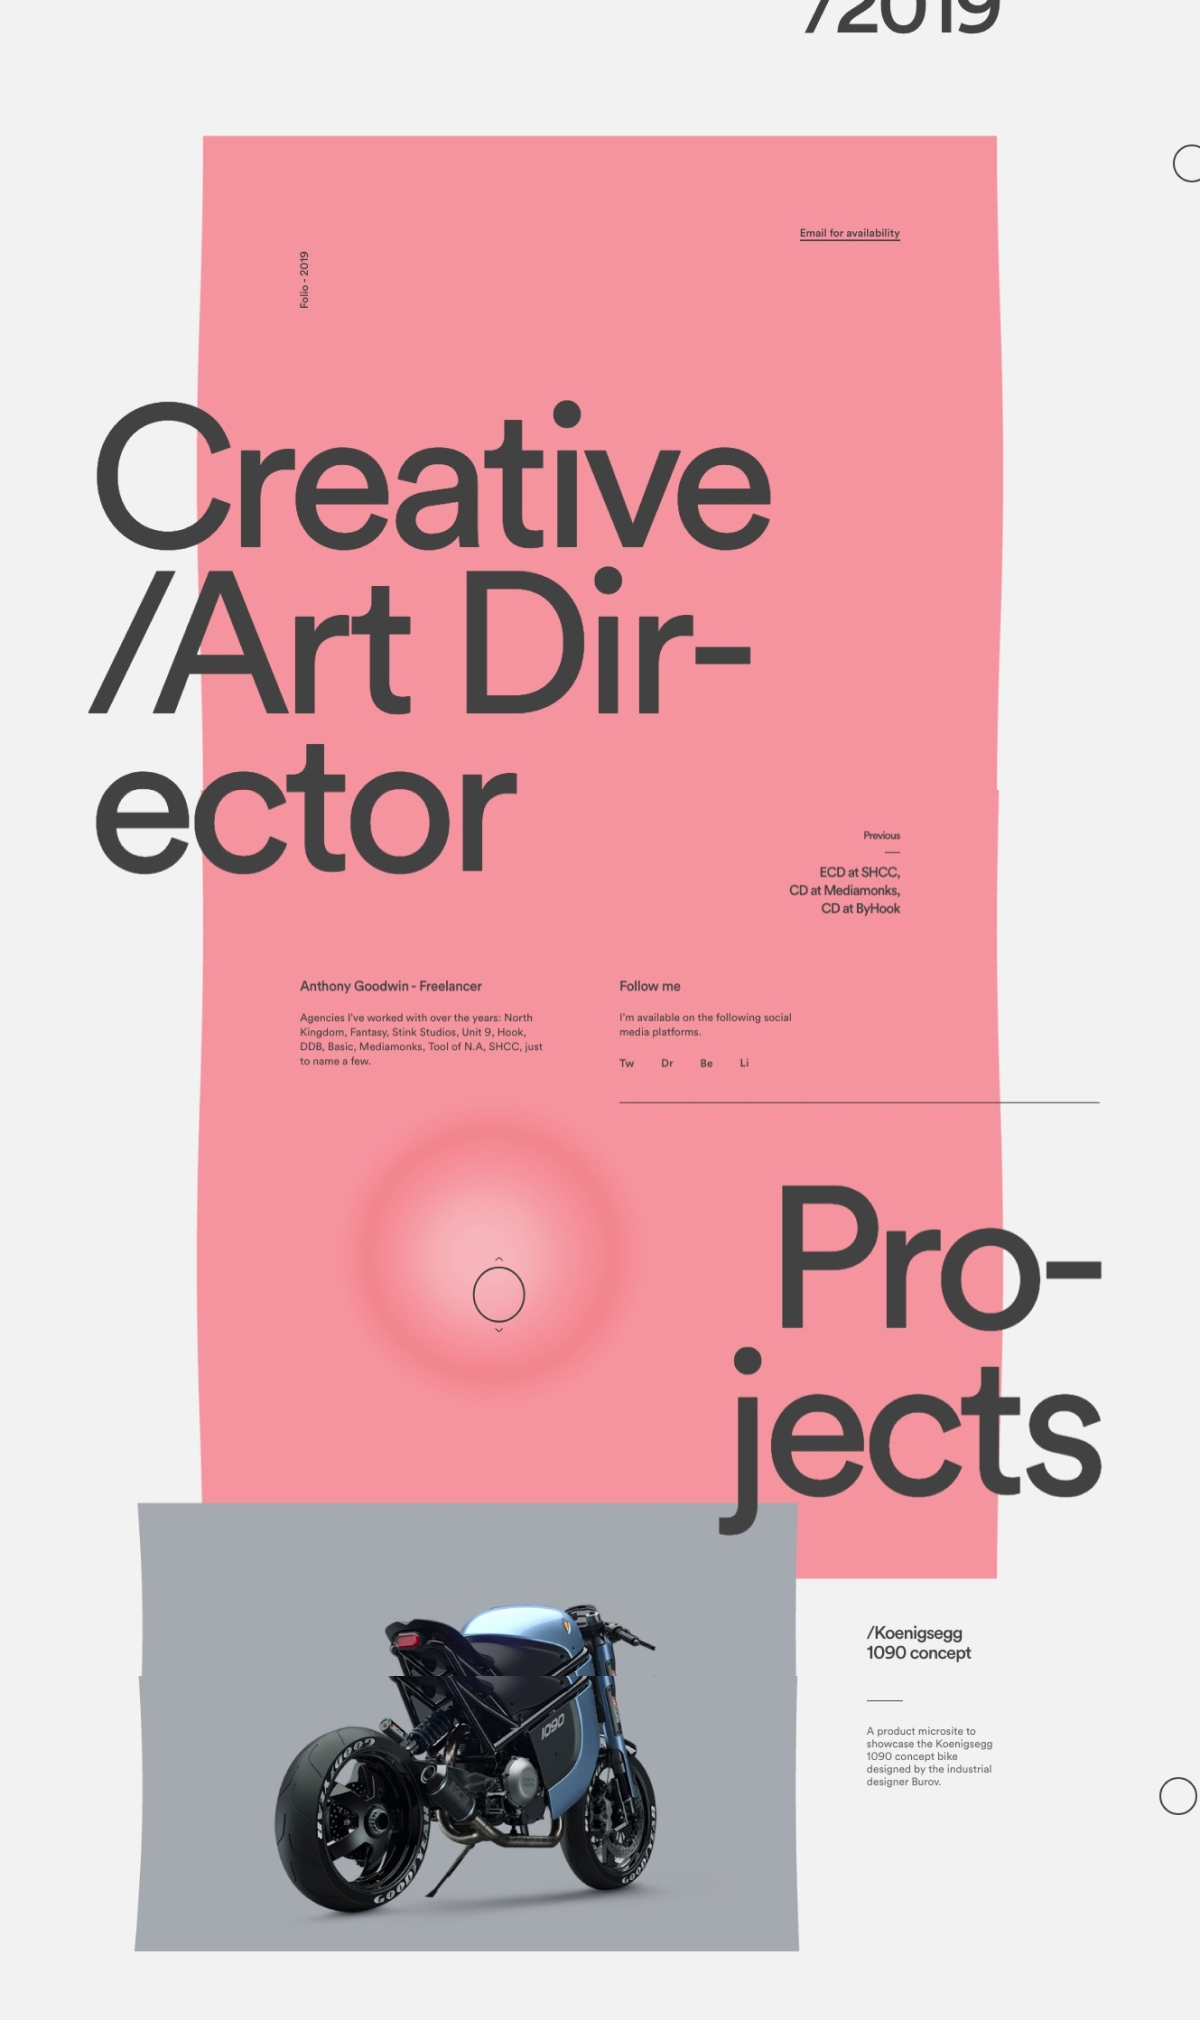 /2019
Email for availability
Folio - 2019
Creative
/Art Dir-
ector
Previous
ECD at SHCC,
CD at Mediamonks,
CD at ByHook
Anthony Goodwin - Freelancer
Agencies I've worked with over the years: North
Kingdom, Fantasy, Stink Studios, Unit 9, Hook,
DDB, Basic, Mediamonks, Tool of N.A, SHCC, just
to name a few.
Follow me
I'm available on the following social
media platforms.
Tw Dr Be Li
Pro-
jects
1090
GOODYEAR
GOODYEAR
GOODYEAR
/Koenigsegg
1090 concept
A product microsite to
showcase the Koenigsegg
1090 concept bike
designed by the industrial
designer Burov.